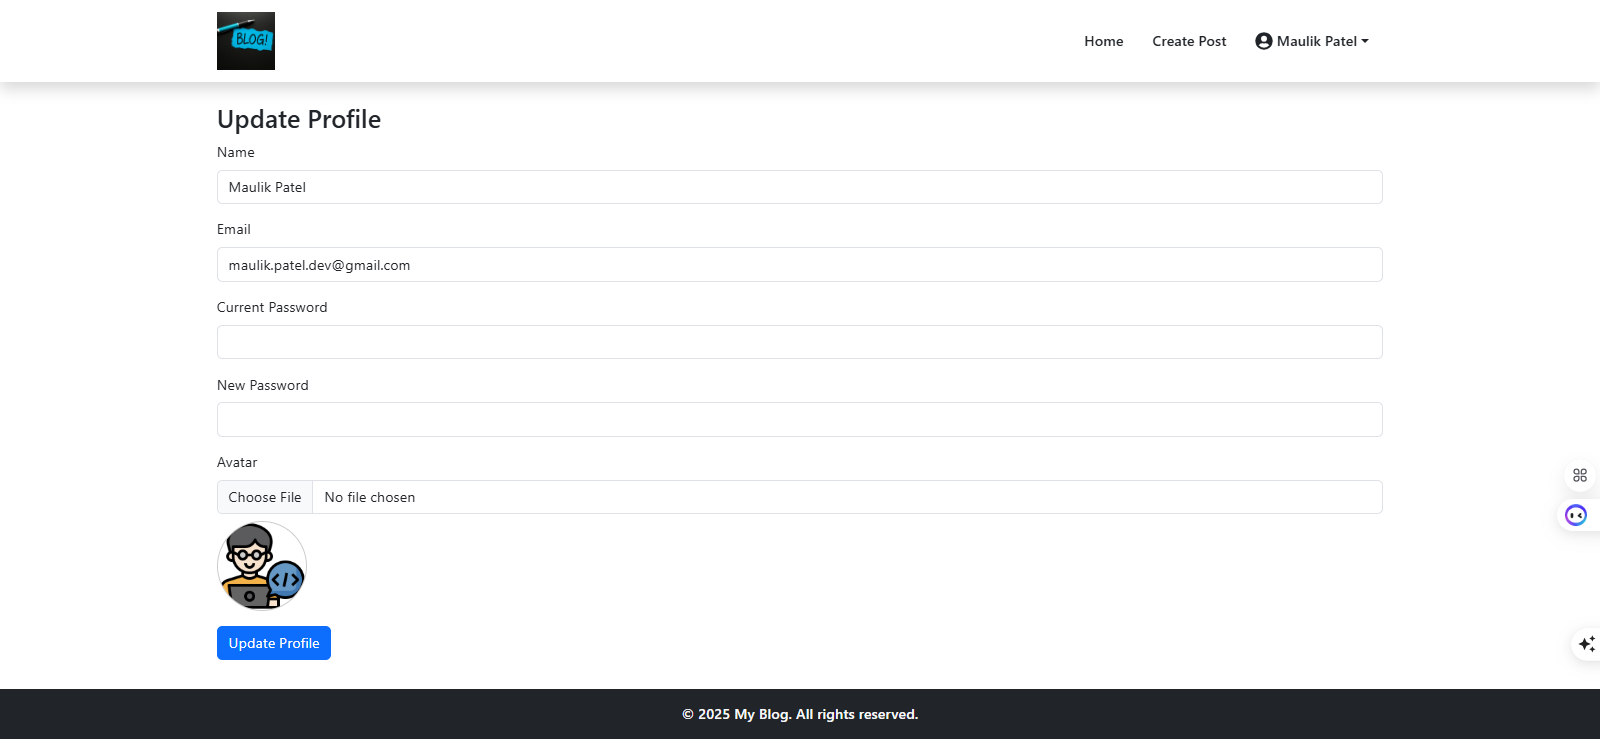 BLOG!
Home
Create Post
Maulik Patel
Update Profile
Name
Maulik Patel
Email
maulik.patel.dev@gmail.com
Current Password
New Password
Avatar
Choose File No file chosen
</>
Update Profile
© 2025 My Blog. All rights reserved.